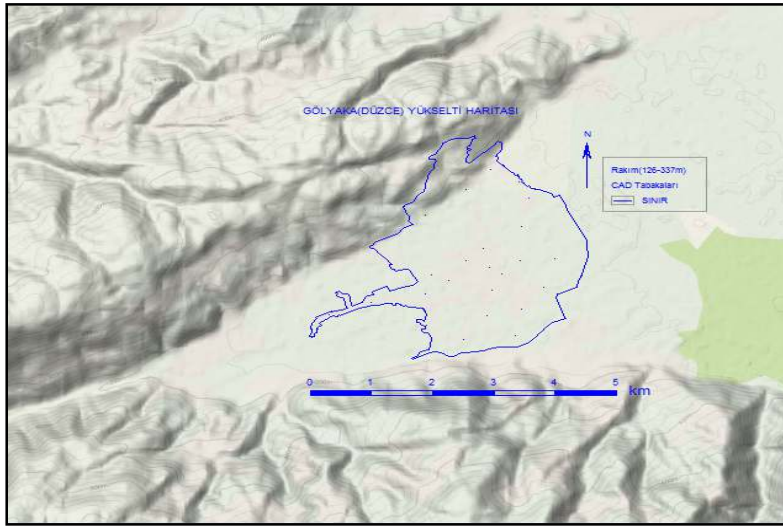 GÖLYAKA(DÜZCE) YÜKSELTİ HARİTASI
N
Rakım(126-337m)
CAD Tabakaları
SINIR
0 1 2 3 4 5
km